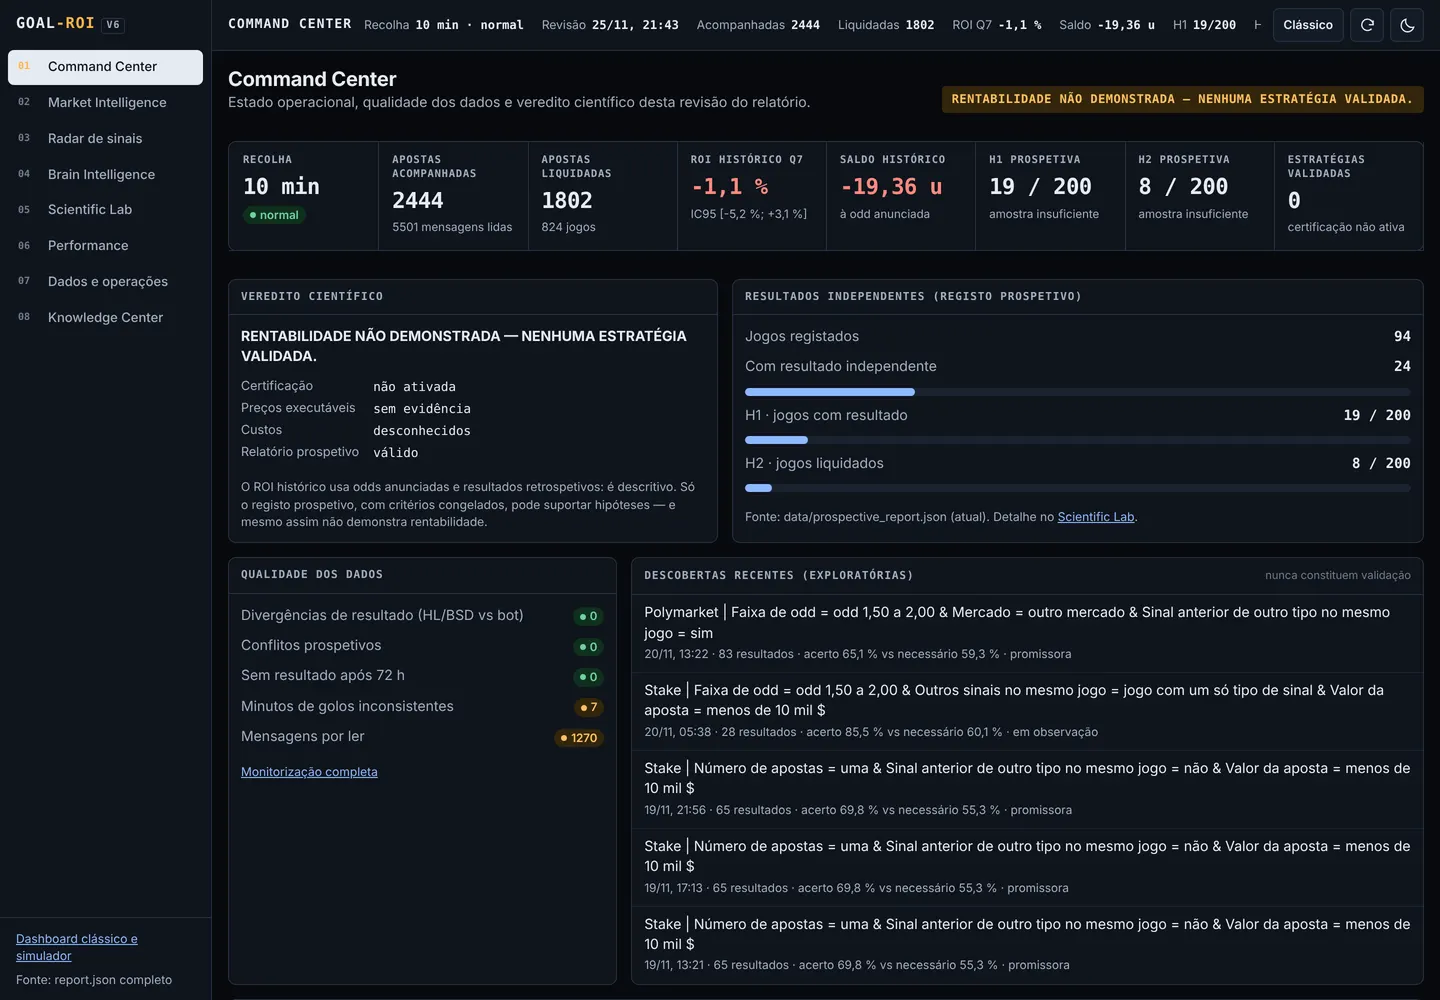 GOAL-ROI V6
01 Command Center
02 Market Intelligence
03 Radar de sinais
04 Brain Intelligence
05 Scientific Lab
06 Performance
07 Dados e operações
08 Knowledge Center
Dashboard clássico e
simulador
Fonte: report.json completo
COMMAND CENTER Recolha 10 min · normal Revisão 25/11, 21:43 Acompanhadas 2444 Liquidadas 1802 ROI Q7 -1,1 % Saldo -19,36 u H1 19/200 Clássico
Command Center
Estado operacional, qualidade dos dados e veredito científico desta revisão do relatório.
RENTABILIDADE NÃO DEMONSTRADA — NENHUMA ESTRATÉGIA VALIDADA.
RECOLHA
10 min
normal
APOSTAS
ACOMPANHADAS
2444
5501 mensagens lidas
APOSTAS
LIQUIDADAS
1802
824 jogos
ROI HISTÓRICO Q7
-1,1 %
IC95 [-5,2 %; +3,1 %]
SALDO HISTÓRICO
-19,36 u
à odd anunciada
H1 PROSPETIVA
19 / 200
amostra insuficiente
H2 PROSPETIVA
8 / 200
amostra insuficiente
ESTRATÉGIAS
VALIDADAS
0
certificação não ativa
VEREDITO CIENTÍFICO
RENTABILIDADE NÃO DEMONSTRADA — NENHUMA ESTRATÉGIA
VALIDADA.
Certificação não ativada
Preços executáveis sem evidência
Custos desconhecidos
Relatório prospetivo válido
O ROI histórico usa odds anunciadas e resultados retrospetivos: é descritivo. Só
o registo prospetivo, com critérios congelados, pode suportar hipóteses — e
mesmo assim não demonstra rentabilidade.
RESULTADOS INDEPENDENTES (REGISTO PROSPETIVO)
Jogos registados 94
Com resultado independente 24
H1 · jogos com resultado 19 / 200
H2 · jogos liquidados 8 / 200
Fonte: data/prospective_report.json (atual). Detalhe no Scientific Lab.
QUALIDADE DOS DADOS
Divergências de resultado (HL/BSD vs bot) 0
Conflitos prospetivos 0
Sem resultado após 72 h 0
Minutos de golos inconsistentes 7
Mensagens por ler 1270
Monitorização completa
DESCOBERTAS RECENTES (EXPLORATÓRIAS) nunca constituem validação
Polymarket | Faixa de odd = odd 1,50 a 2,00 & Mercado = outro mercado & Sinal anterior de outro tipo no mesmo
jogo = sim
20/11, 13:22 · 83 resultados · acerto 65,1 % vs necessário 59,3 % · promissora
Stake | Faixa de odd = odd 1,50 a 2,00 & Outros sinais no mesmo jogo = jogo com um só tipo de sinal & Valor da
aposta = menos de 10 mil $
20/11, 05:38 · 28 resultados · acerto 85,5 % vs necessário 60,1 % · em observação
Stake | Número de apostas = uma & Sinal anterior de outro tipo no mesmo jogo = não & Valor da aposta = menos de
10 mil $
19/11, 21:56 · 65 resultados · acerto 69,8 % vs necessário 55,3 % · promissora
Stake | Número de apostas = uma & Sinal anterior de outro tipo no mesmo jogo = não & Valor da aposta = menos de
10 mil $
19/11, 17:13 · 65 resultados · acerto 69,8 % vs necessário 55,3 % · promissora
Stake | Número de apostas = uma & Sinal anterior de outro tipo no mesmo jogo = não & Valor da aposta = menos de
10 mil $
19/11, 13:21 · 65 resultados · acerto 69,8 % vs necessário 55,3 % · promissora